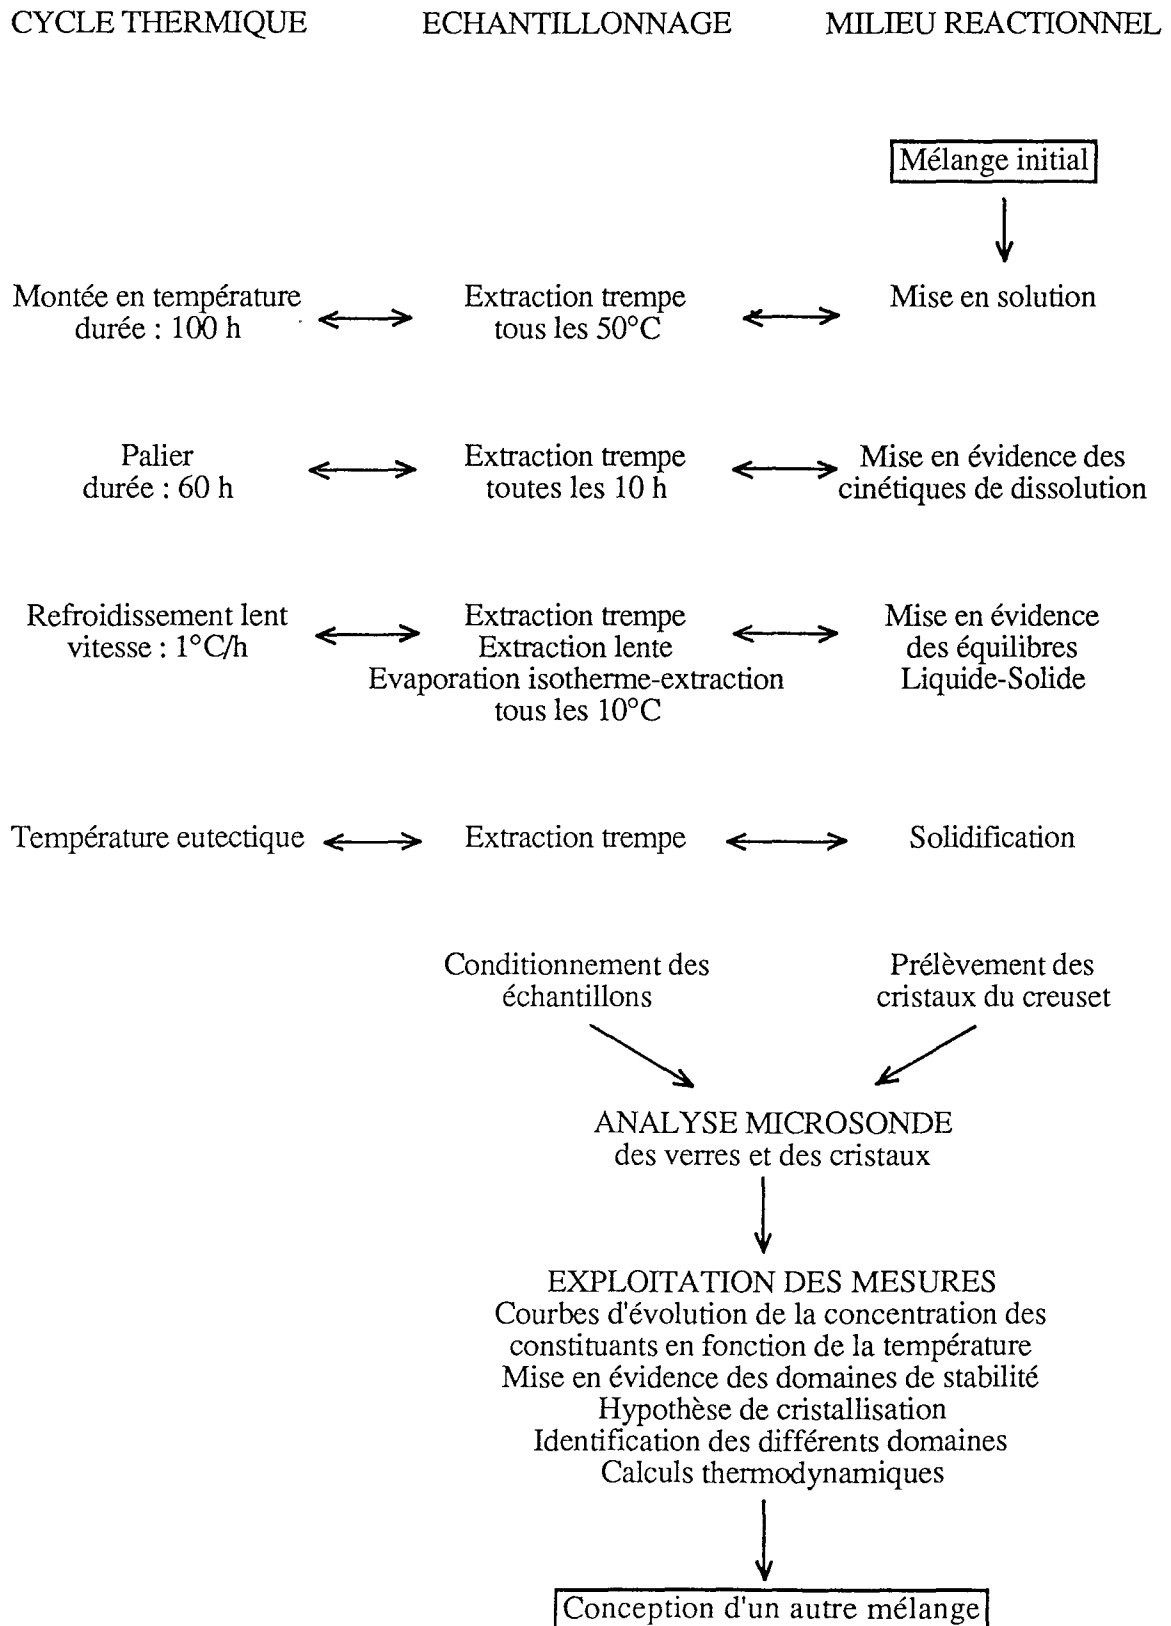 CYCLE THERMIQUE ECHANTILLONNAGE MILIEU REACTIONNEL
Mélange initial
Montée en température
durée : 100 h
Extraction trempe
tous les 50°C
Mise en solution
Palier
durée : 60 h
Extraction trempe
toutes les 10 h
Mise en évidence des
cinétiques de dissolution
Refroidissement lent
vitesse : 1°C/h
Extraction trempe
Extraction lente
Evaporation isotherme-extraction
tous les 10°C
Mise en évidence
des équilibres
Liquide-Solide
Température eutectique
Extraction trempe
Solidification
Conditionnement des
échantillons
Prélèvement des
cristaux du creuset
ANALYSE MICROSONDE
des verres et des cristaux
EXPLOITATION DES MESURES
Courbes d'évolution de la concentration des
constituants en fonction de la température
Mise en évidence des domaines de stabilité
Hypothèse de cristallisation
Identification des différents domaines
Calculs thermodynamiques
Conception d'un autre mélange